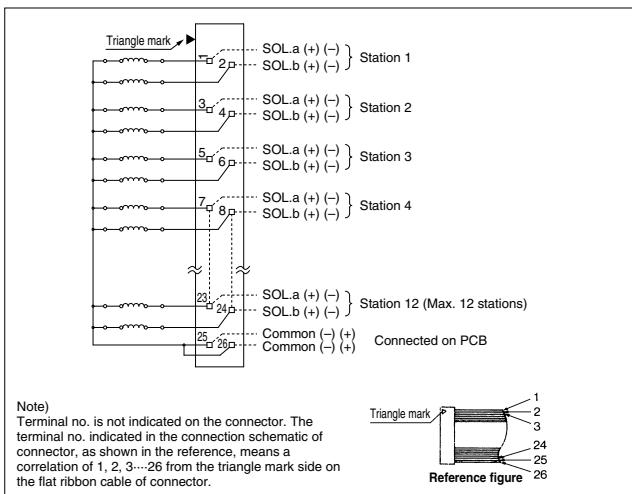 Triangle mark
1
2
SOL.a (+) (–)
SOL.b (+) (–)
Station 1
3
4
SOL.a (+) (–)
SOL.b (+) (–)
Station 2
5
6
SOL.a (+) (–)
SOL.b (+) (–)
Station 3
7
8
SOL.a (+) (–)
SOL.b (+) (–)
Station 4
23
24
SOL.a (+) (–)
SOL.b (+) (–)
Station 12 (Max. 12 stations)
25
26
Common (–) (+)
Common (–) (+)
Connected on PCB
Note)
Terminal no. is not indicated on the connector. The
terminal no. indicated in the connection schematic of
connector, as shown in the reference, means a
correlation of 1, 2, 3····26 from the triangle mark side on
the flat ribbon cable of connector.
Triangle mark
1
2
3
24
25
26
Reference figure